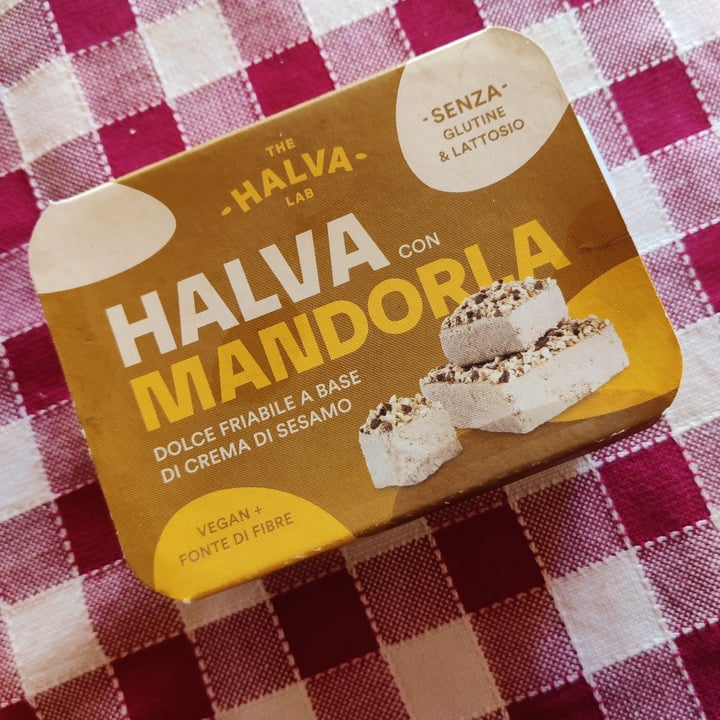 THE
-HALVA-
LAB
-SENZA-
GLUTINE
& LATTOSIO
HALVA CON
MANDORLA
DOLCE FRIABILE A BASE
DI CREMA DI SESAMO
VEGAN +
FONTE DI FIBRE